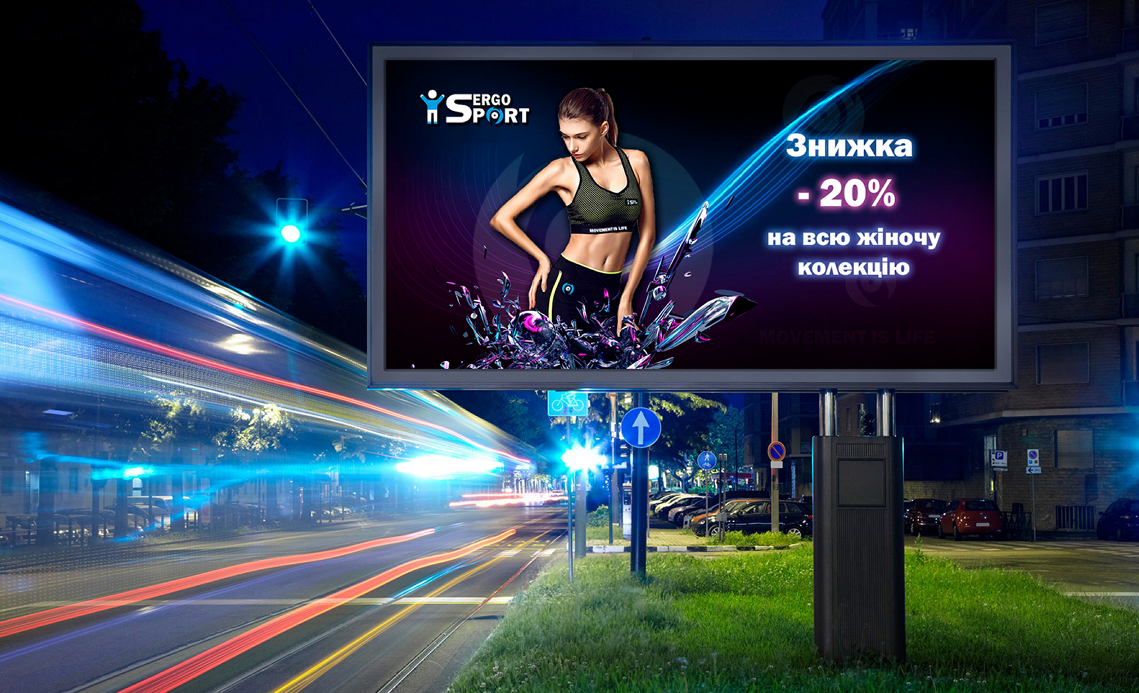 SERGO
SPORT
Знижка
- 20%
на всю жіночу
колекцію
MOVEMENT IS LIFE
MOVEMENT IS LIFE
P